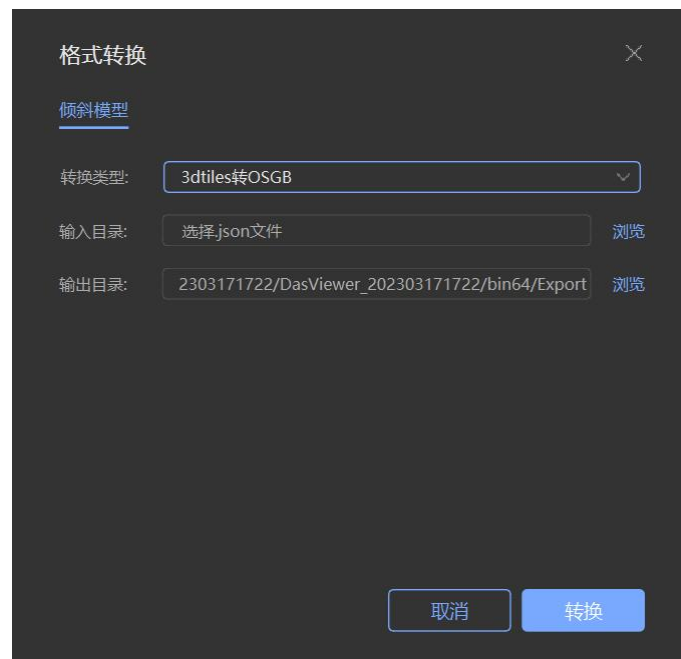 格式转换
倾斜模型
转换类型: 3dtiles转OSGB
输入目录: 选择.json文件 浏览
输出目录: 2303171722/DasViewer_202303171722/bin64/Export 浏览
取消 转换